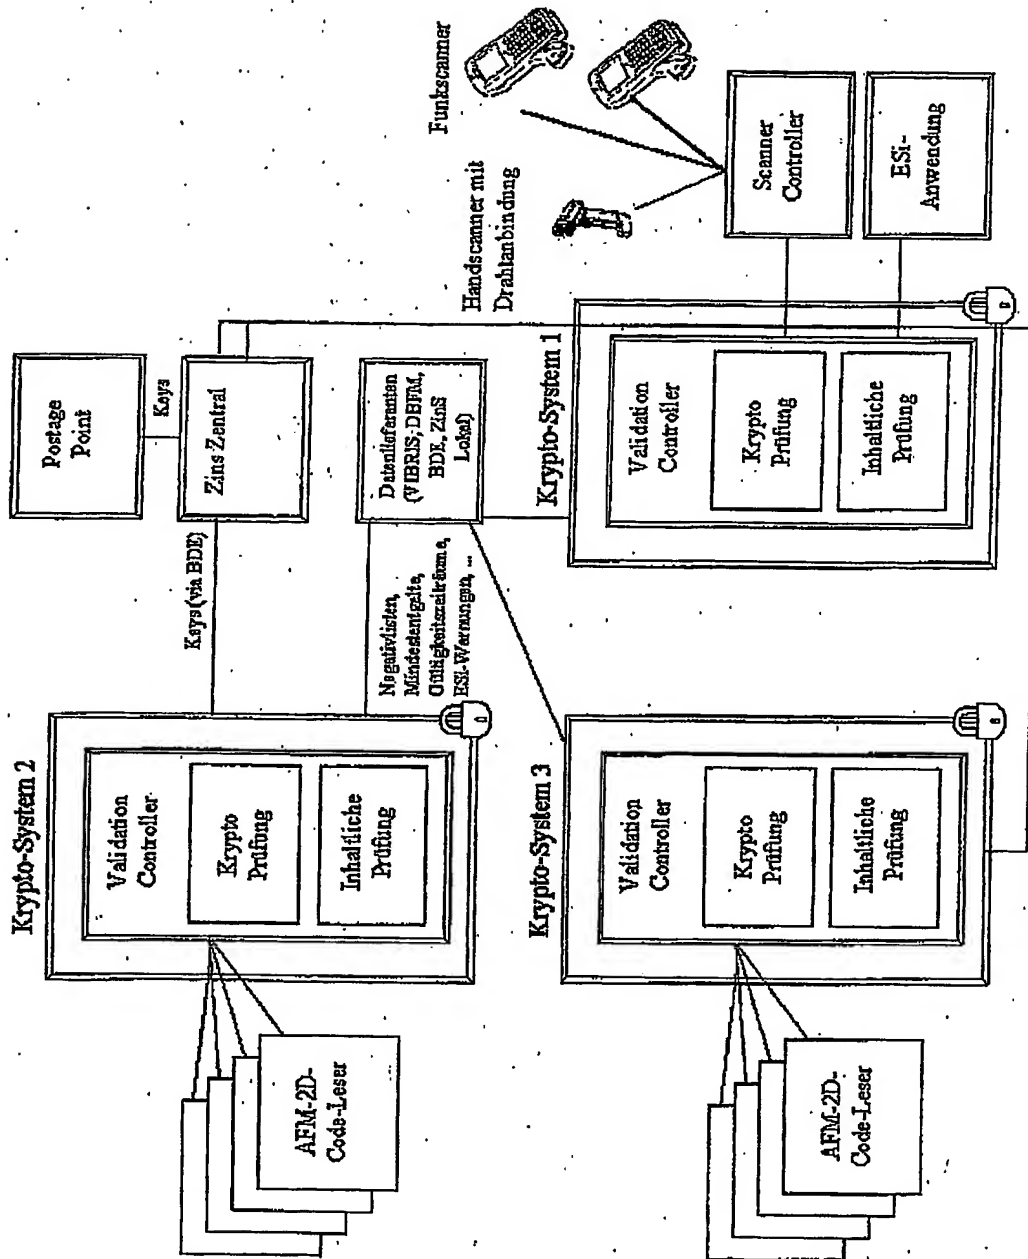 Postage
Point
Keys
Zins Zentral
Keys (via BDE)
Datenlieferanten
(VIBRIS, DBFM,
BDE, ZinS
Lokal)
Negativlisten,
Mindestentgelte,
Gültigkeitszeiträume,
ESi-Warnungen, ...
Funkscanner
Handscanner mit
Drahtanbindung
Scanner
Controller
ESi-
Anwendung
Krypto-System 1
Validation
Controller
Krypto
Prüfung
Inhaltliche
Prüfung
Krypto-System 2
Validation
Controller
Krypto
Prüfung
Inhaltliche
Prüfung
AFM-2D-
Code-Leser
Krypto-System 3
Validation
Controller
Krypto
Prüfung
Inhaltliche
Prüfung
AFM-2D-
Code-Leser